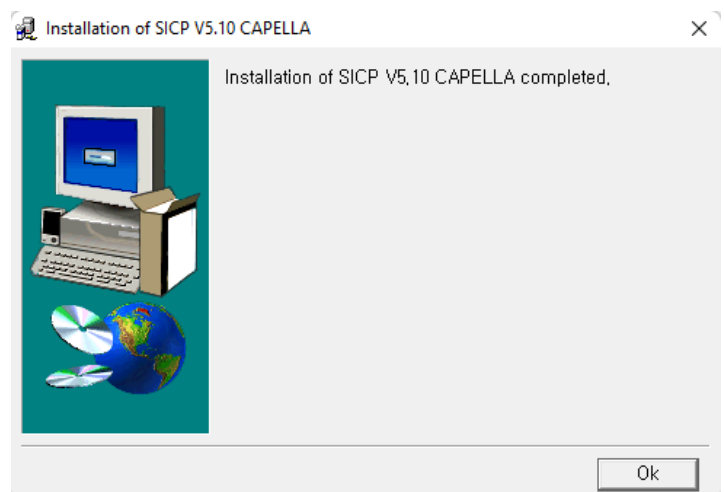 Installation of SICP V5.10 CAPELLA
Installation of SICP V5.10 CAPELLA completed.
Ok